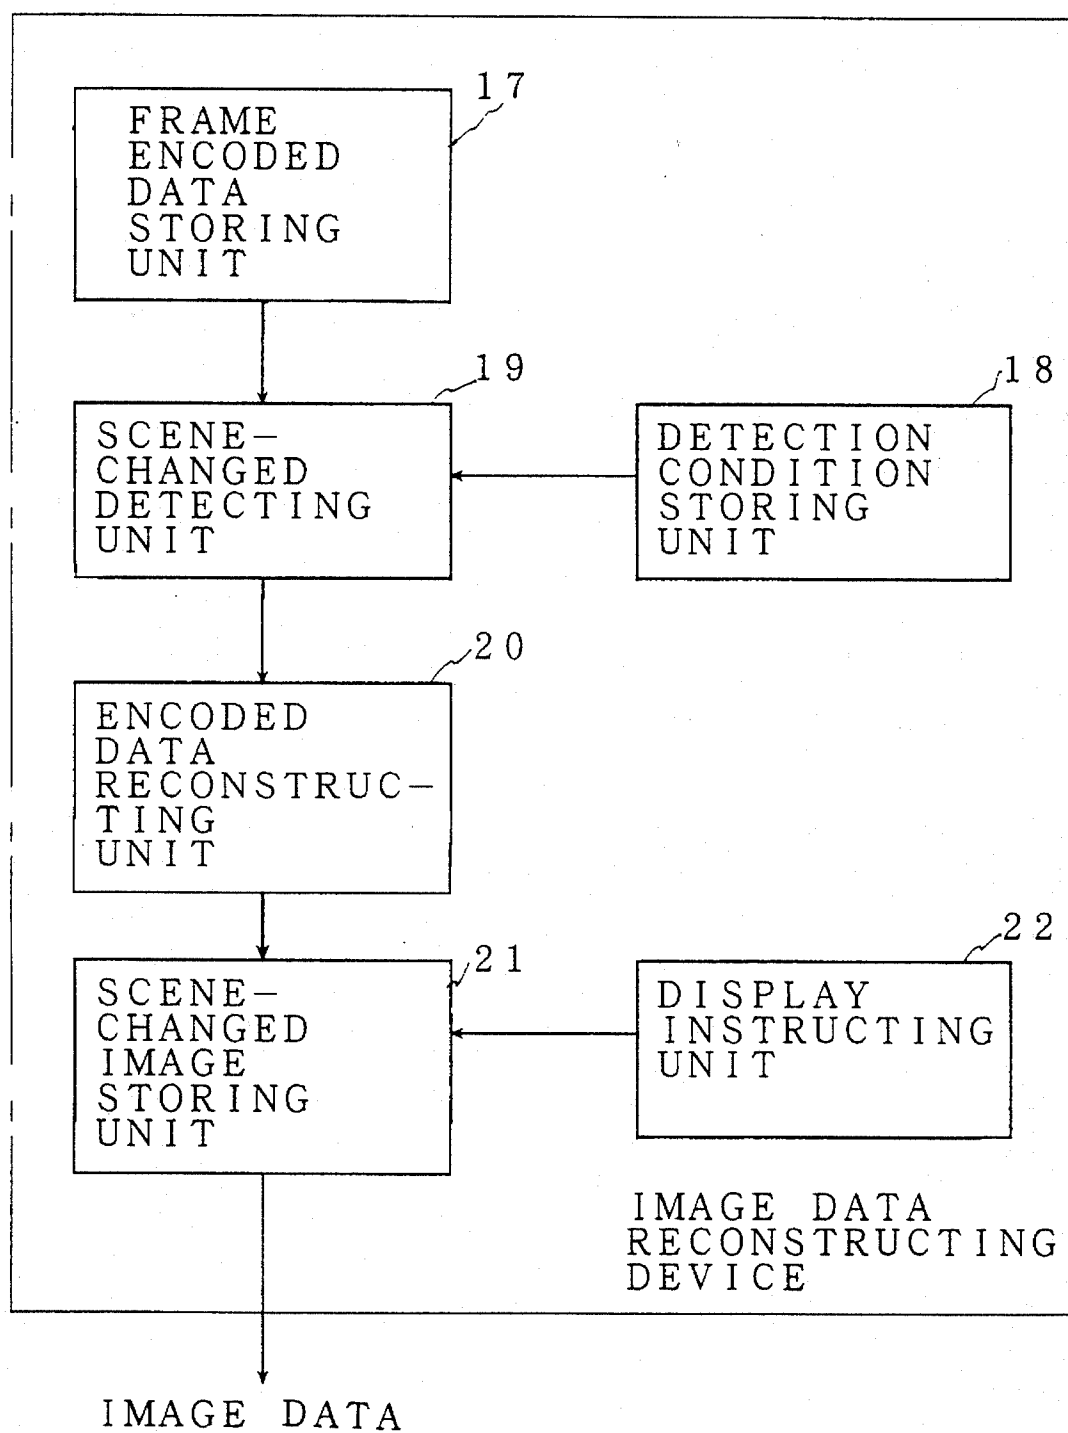 17
FRAME
ENCODED
DATA
STORING
UNIT
19
SCENE-
CHANGED
DETECTING
UNIT
18
DETECTION
CONDITION
STORING
UNIT
20
ENCODED
DATA
RECONSTRUC-
TING
UNIT
21
SCENE-
CHANGED
IMAGE
STORING
UNIT
22
DISPLAY
INSTRUCTING
UNIT
IMAGE DATA
RECONSTRUCTING
DEVICE
IMAGE DATA